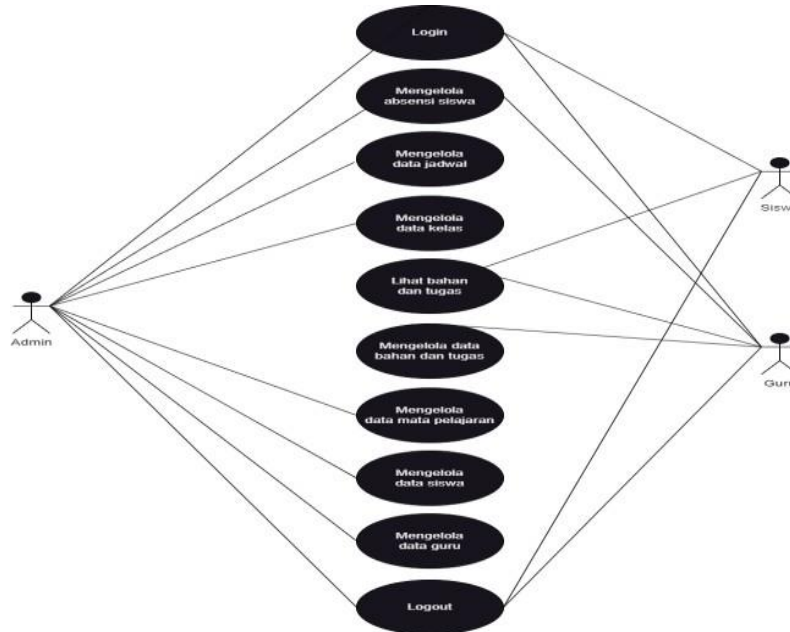 Login
Mengelola
absensi siswa
Mengelola
data jadwal
Mengelola
data kelas
Lihat bahan
dan tugas
Mengelola data
bahan dan tugas
Mengelola
data mata pelajaran
Mengelola
data siswa
Mengelola
data guru
Logout
Admin
Sisw
Guru